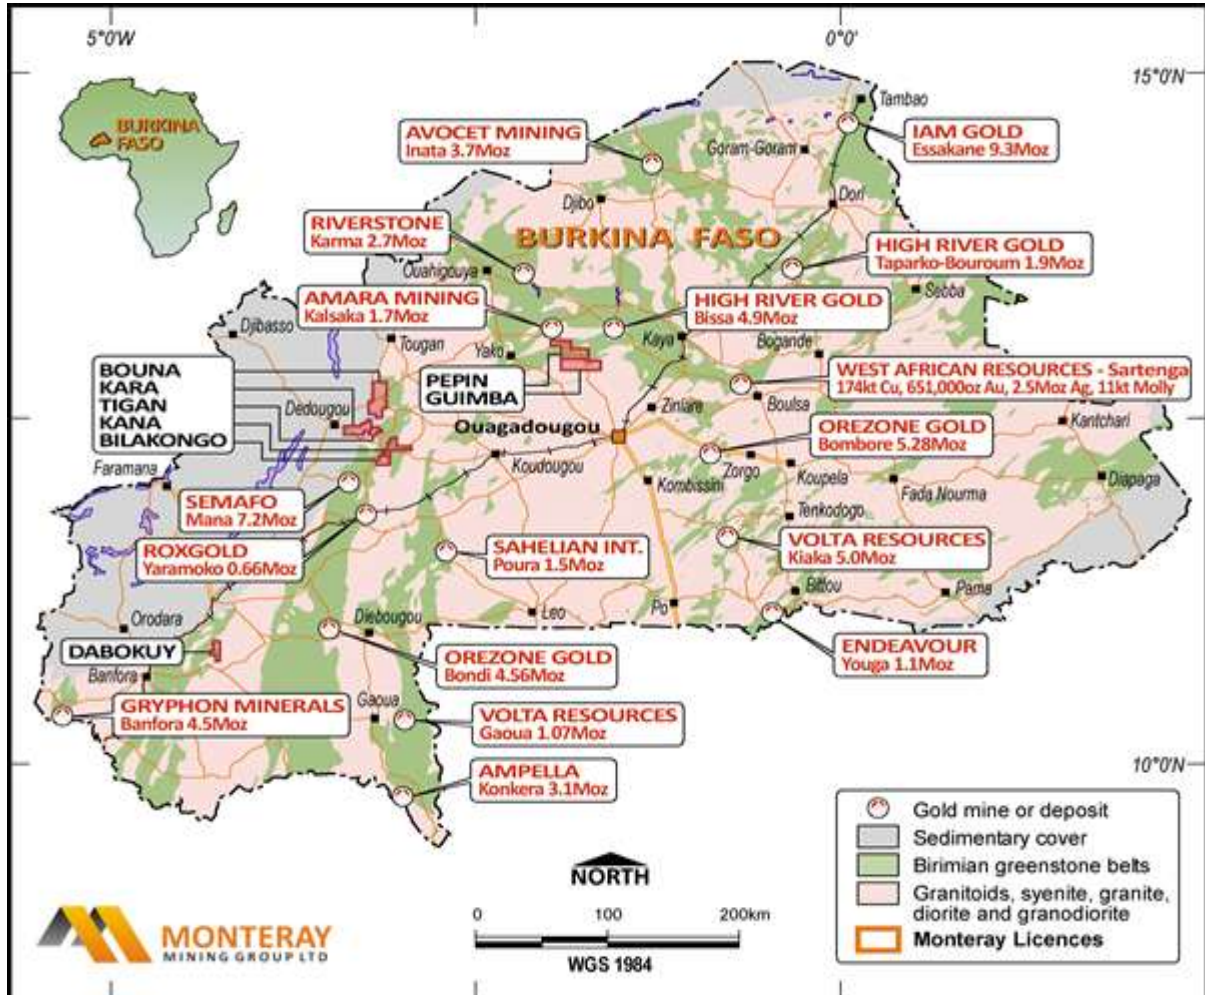 5°0'W
0°0'
15°0'N
Tambao
BURKINA
FASO
AVOCET MINING
Inata 3.7Moz
Goram-Goram
IAM GOLD
Essakane 9.3Moz
Djibo
Dori
RIVERSTONE
Karma 2.7Moz
BURKINA FASO
HIGH RIVER GOLD
Taparko-Bouroum 1.9Moz
Ouahigouya
Sebba
AMARA MINING
Kalsaka 1.7Moz
HIGH RIVER GOLD
Bissa 4.9Moz
Djibasso
Tougan
Yako
Kaya
Bogande
BOUNA
KARA
TIGAN
KANA
BILAKONGO
PEPIN
GUIMBA
WEST AFRICAN RESOURCES - Sartenga
174kt Cu, 651,000oz Au, 2.5Moz Ag, 11kt Molly
Dedougou
Zinlare
Boulsa
Kantchari
Ouagadougou
OREZONE GOLD
Bombore 5.28Moz
Faramana
Koudougou
Zorgo
Koupela
Kombissini
Fada Nourma
Diapaga
SEMAFO
Mana 7.2Moz
Tenkodogo
ROXGOLD
Yaramoko 0.66Moz
SAHELIAN INT.
Poura 1.5Moz
VOLTA RESOURCES
Kiaka 5.0Moz
Bittou
Pama
Orodara
Diebougou
Leo
Po
DABOKUY
Banfora
OREZONE GOLD
Bondi 4.56Moz
ENDEAVOUR
Youga 1.1Moz
GRYPHON MINERALS
Banfora 4.5Moz
Gaoua
VOLTA RESOURCES
Gaoua 1.07Moz
10°0'N
AMPELLA
Konkera 3.1Moz
Gold mine or deposit
Sedimentary cover
Birimian greenstone belts
Granitoids, syenite, granite,
diorite and granodiorite
Monteray Licences
NORTH
0 100 200km
WGS 1984
MONTERAY
MINING GROUP LTD